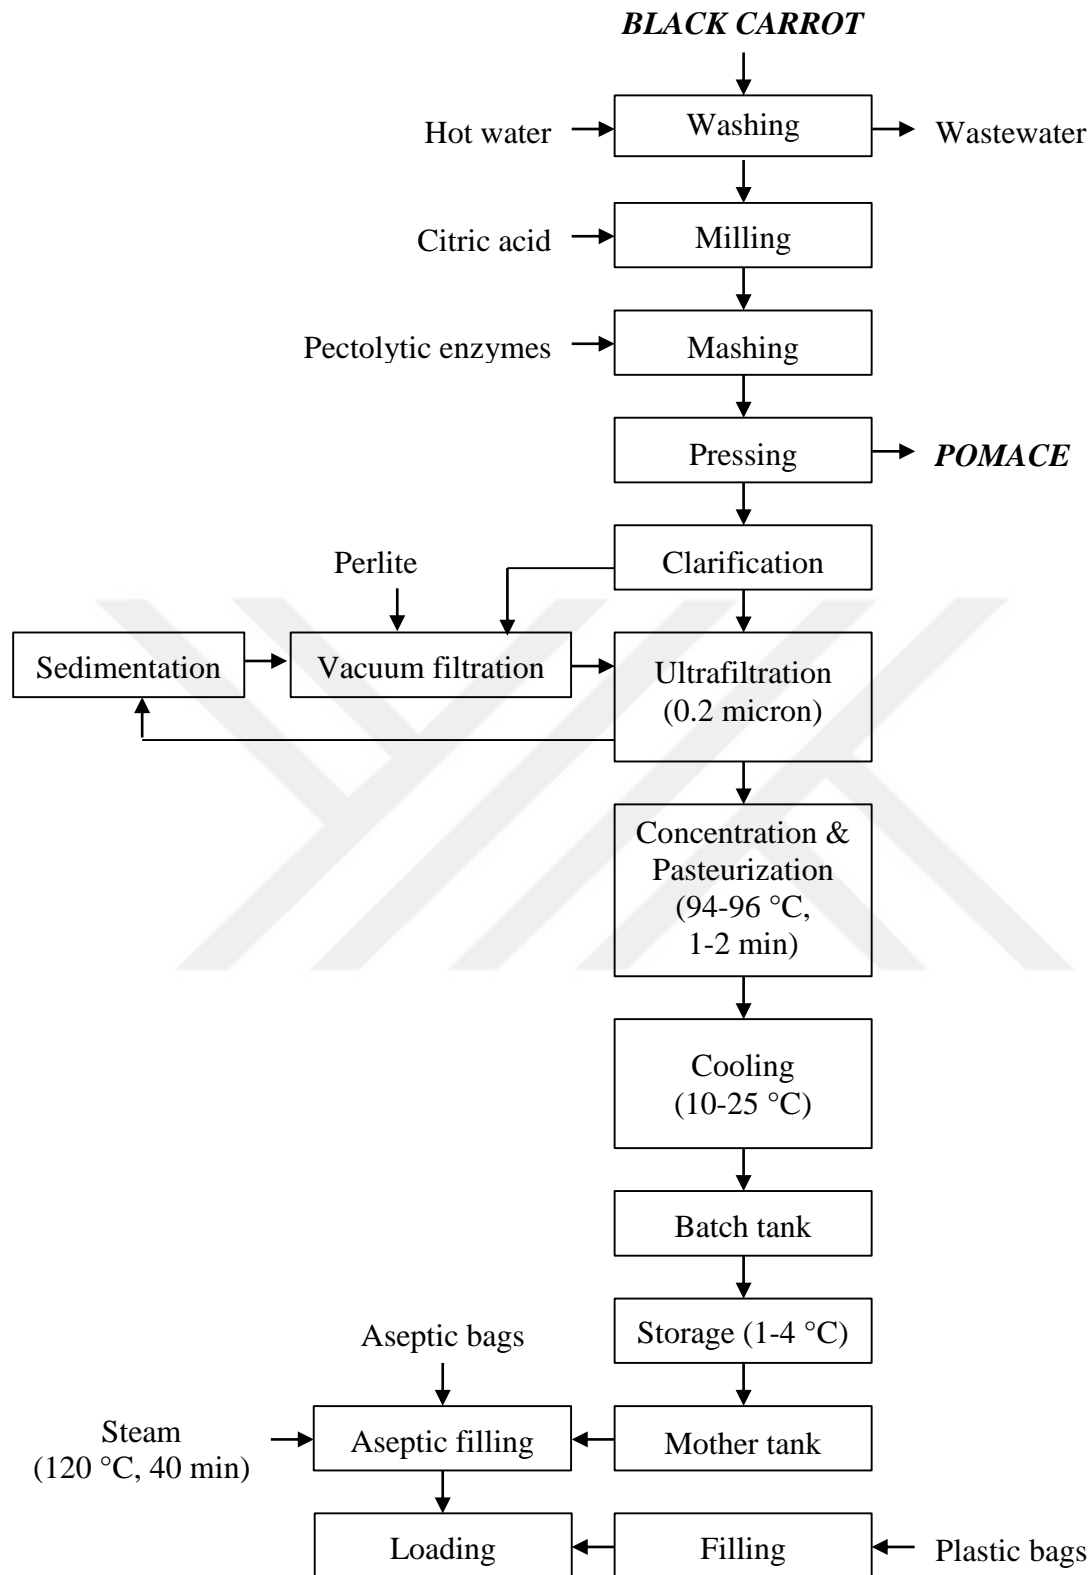 BLACK CARROT
Hot water
Washing
Wastewater
Citric acid
Milling
Pectolytic enzymes
Mashing
Pressing
POMACE
Perlite
Clarification
Sedimentation
Vacuum filtration
Ultrafiltration
(0.2 micron)
Concentration &
Pasteurization
(94-96 °C,
1-2 min)
Cooling
(10-25 °C)
Batch tank
Storage (1-4 °C)
Aseptic bags
Steam
(120 °C, 40 min)
Aseptic filling
Mother tank
Loading
Filling
Plastic bags